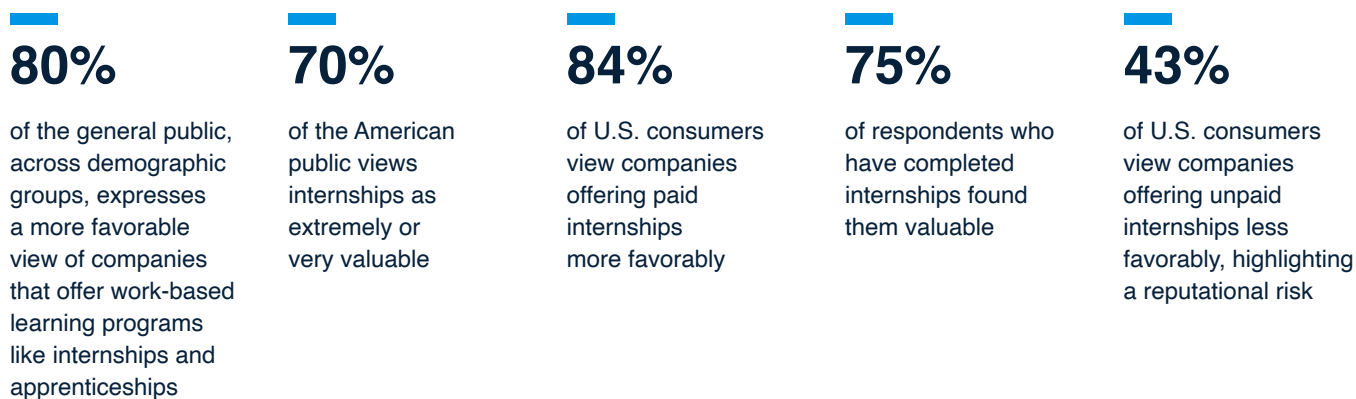 80%
of the general public,
across demographic
groups, expresses
a more favorable
view of companies
that offer work-based
learning programs
like internships and
apprenticeships
70%
of the American
public views
internships as
extremely or
very valuable
84%
of U.S. consumers
view companies
offering paid
internships
more favorably
75%
of respondents who
have completed
internships found
them valuable
43%
of U.S. consumers
view companies
offering unpaid
internships less
favorably, highlighting
a reputational risk